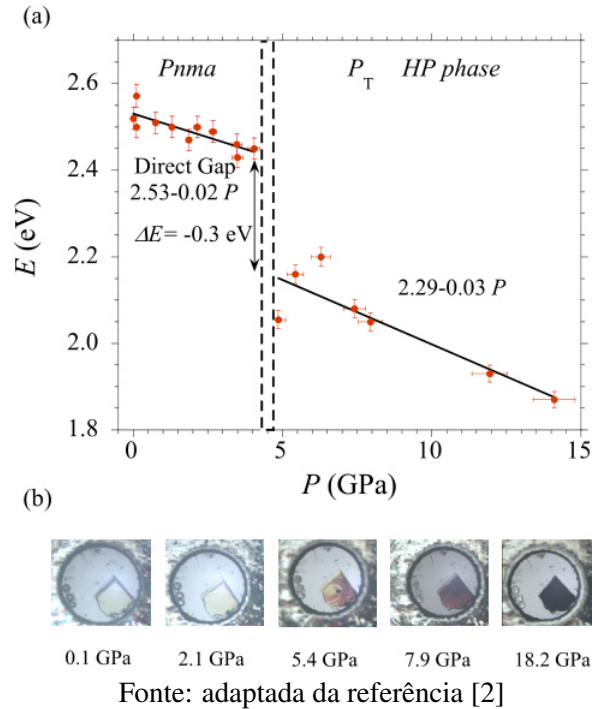 (a)
Pnma
P_T HP phase
2.6
2.4
2.2
2.0
1.8
E (eV)
Direct Gap
2.53-0.02 P
ΔE= -0.3 eV
2.29-0.03 P
0 5 10 15
P (GPa)
(b)
0.1 GPa 2.1 GPa 5.4 GPa 7.9 GPa 18.2 GPa
Fonte: adaptada da referência [2]